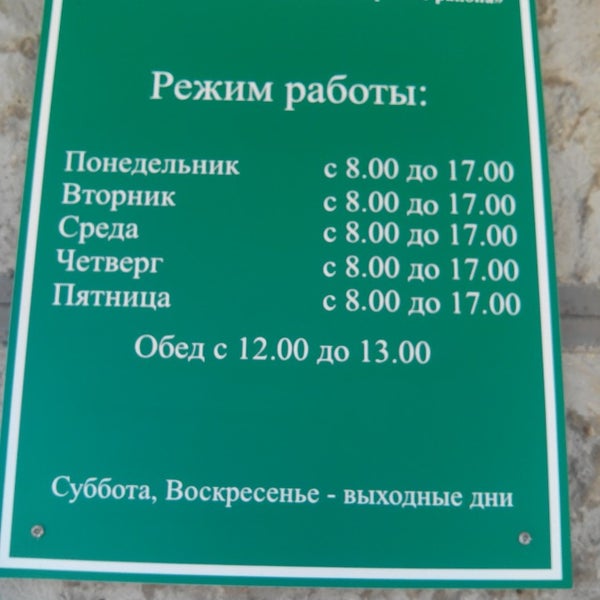 района»
Режим работы:
Понедельник с 8.00 до 17.00
Вторник с 8.00 до 17.00
Среда с 8.00 до 17.00
Четверг с 8.00 до 17.00
Пятница с 8.00 до 17.00
Обед с 12.00 до 13.00
Суббота, Воскресенье - выходные дни